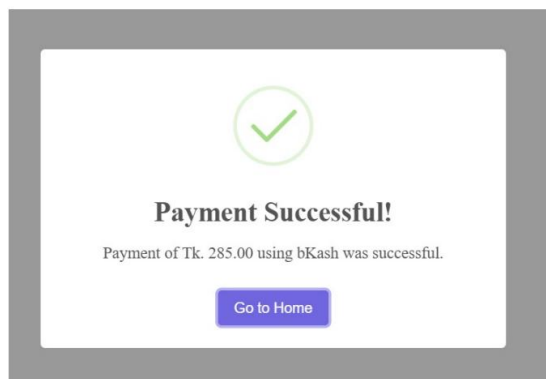 Payment Successful!
Payment of Tk. 285.00 using bKash was successful.
Go to Home